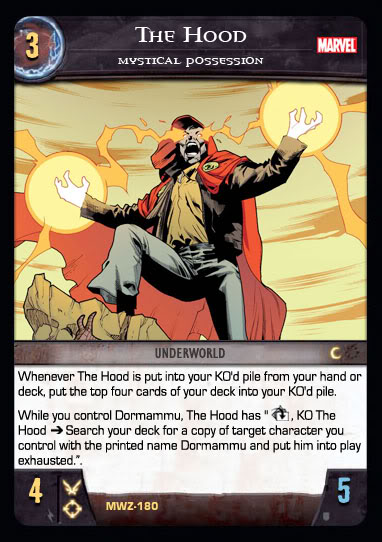 3
The Hood
MARVEL
Mystical Possession
UNDERWORLD
C
Whenever The Hood is put into your KO'd pile from your hand or
deck, put the top four cards of your deck into your KO'd pile.
While you control Dormammu, The Hood has " , KO The
Hood ➔ Search your deck for a copy of target character you
control with the printed name Dormammu and put him into play
exhausted.".
4
MWZ-180
5